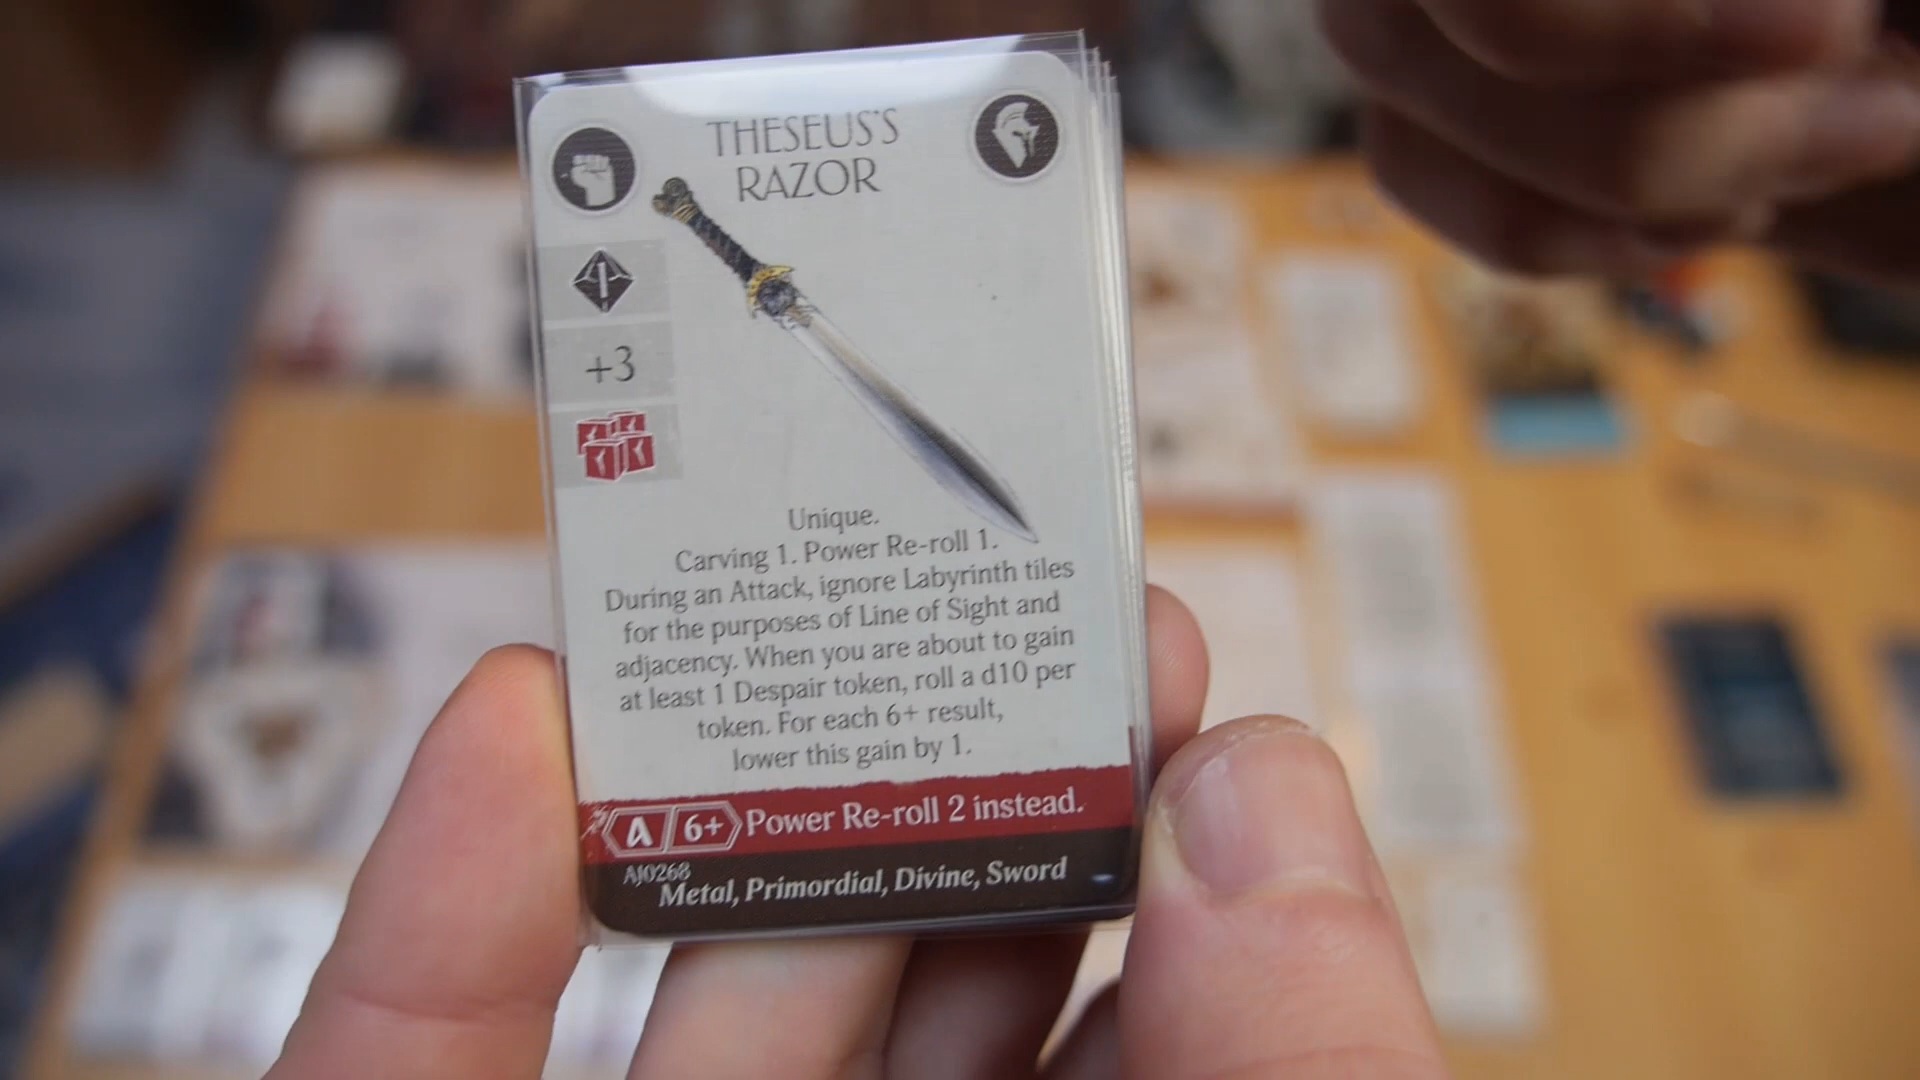 THESEUS'S
RAZOR
+3
Unique.
Carving 1. Power Re-roll 1.
During an Attack, ignore Labyrinth tiles
for the purposes of Line of Sight and
adjacency. When you are about to gain
at least 1 Despair token, roll a d10 per
token. For each 6+ result,
lower this gain by 1.
A 6+ Power Re-roll 2 instead.
AJ0268
Metal, Primordial, Divine, Sword